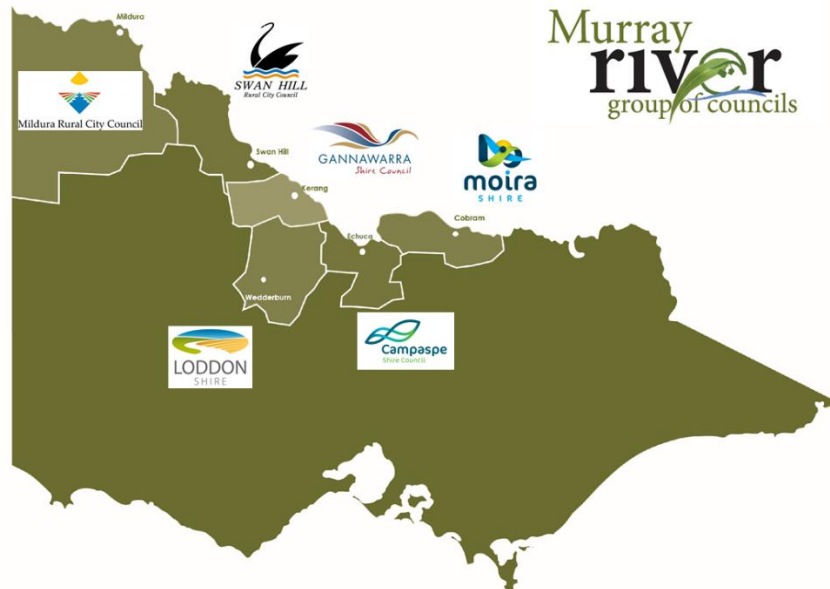 Mildura
Murray
river
group of councils
SWAN HILL
Rural City Council
Mildura Rural City Council
GANNAWARRA
Shire Council
moira
SHIRE
Swan Hill
Kerang
Cobram
Echuca
Wedderburn
LODDON
SHIRE
Campaspe
Shire Council